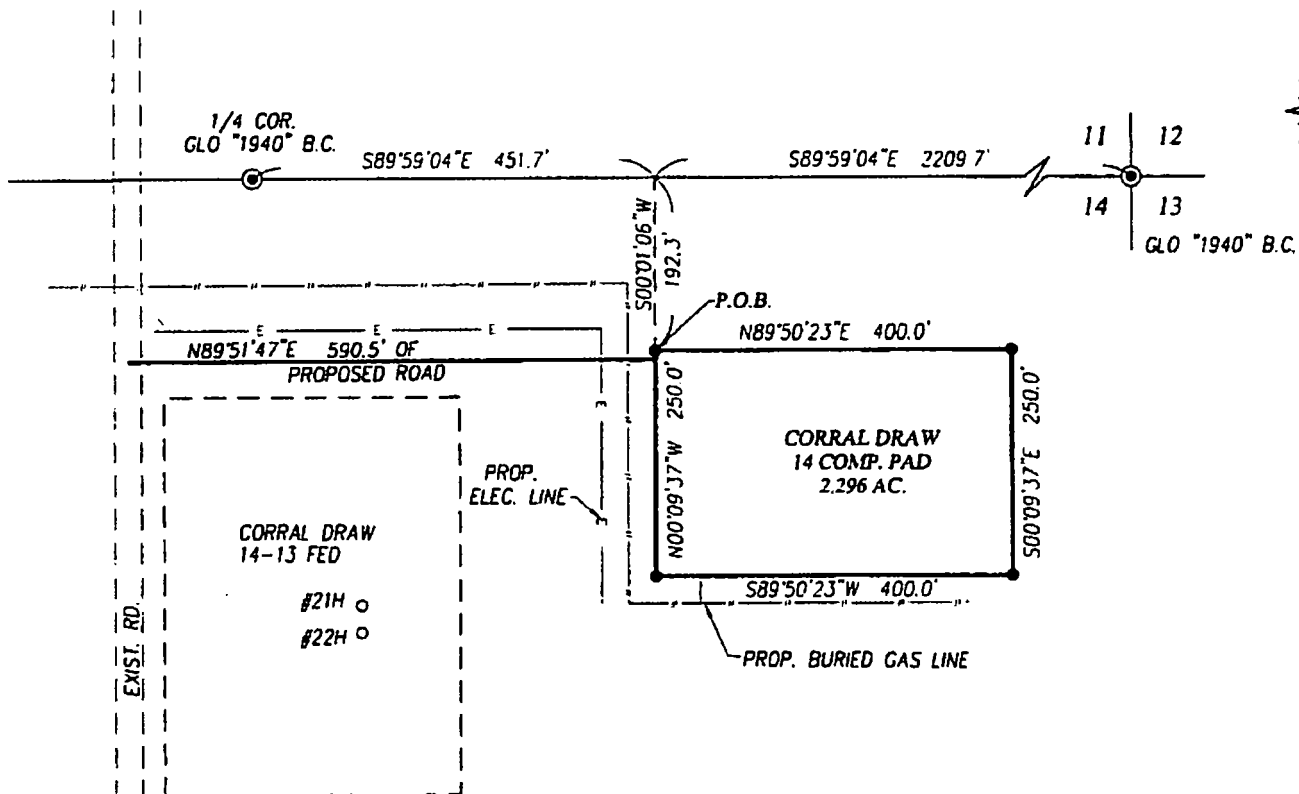 1/4 COR.
GLO "1940" B.C.
S89°59'04"E 451.7'
S89°59'04"E 2209 7'
11 12
14 13
GLO "1940" B.C.
S00°01'06"W
192.3'
P.O.B.
N89°50'23"E 400.0'
E E E
N89°51'47"E 590.5' OF
PROPOSED ROAD
E
N00°09'37"W 250.0'
S00°09'37"E 250.0'
CORRAL DRAW
14 COMP. PAD
2.296 AC.
PROP.
ELEC. LINE
E
CORRAL DRAW
14-13 FED
#21H
#22H
S89°50'23"W 400.0'
EXIST. RD.
PROP. BURIED GAS LINE